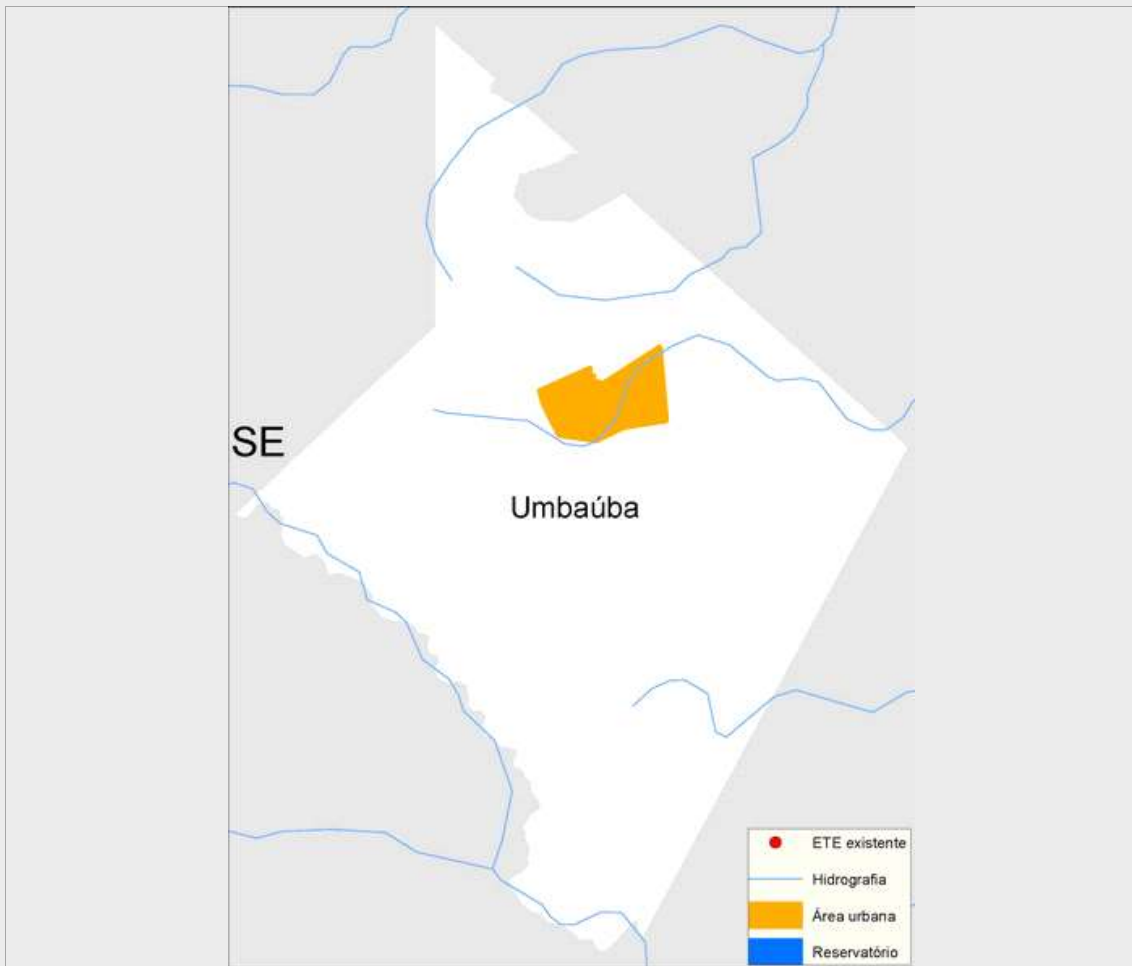 SE
Umbaúba
ETE existente
Hidrografia
Área urbana
Reservatório